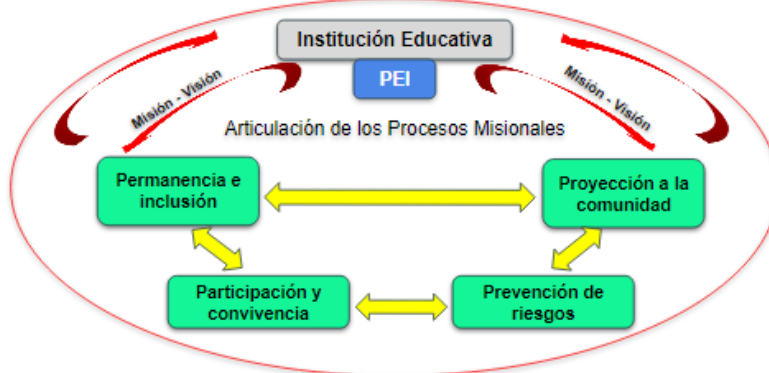 Institución Educativa
PEI
Misión - Visión
Misión - Visión
Articulación de los Procesos Misionales
Permanencia e
inclusión
Proyección a la
comunidad
Participación y
convivencia
Prevención de
riesgos